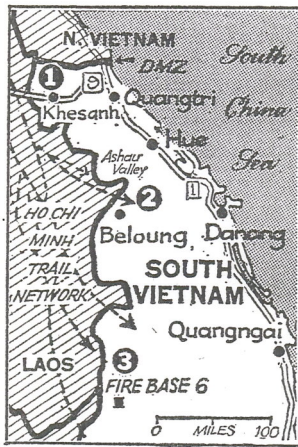 N. VIETNAM
South
DMZ
1
9
Quangtri
China
Khesanh
Hue
Sea
Ashau
Valley
1
2
HO CHI
Beloung
Danang
MINH
TRAIL
SOUTH
NETWORK
VIETNAM
Quangngai
LAOS
3
FIRE BASE 6
0 MILES 100